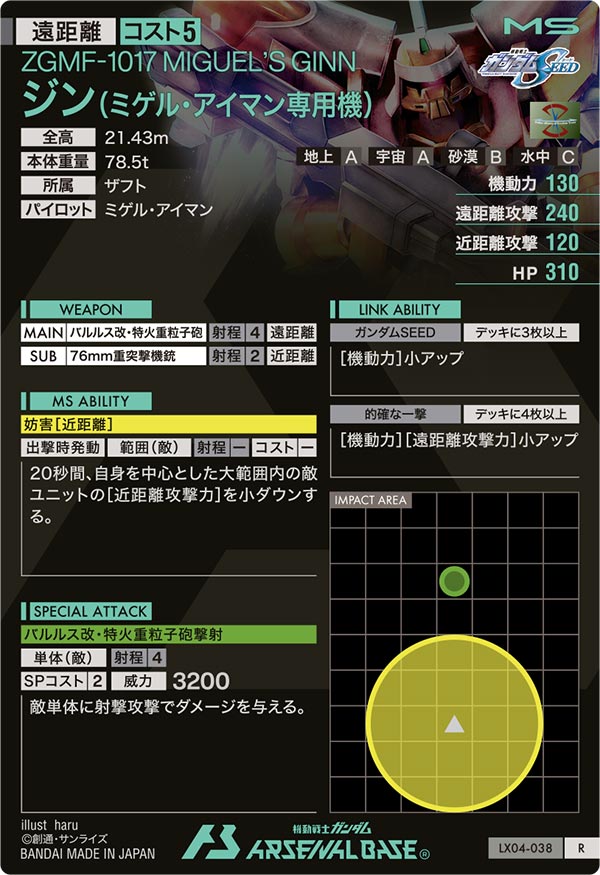 遠距離 コスト5 MS
ZGMF-1017 MIGUEL'S GINN
機動戦士ガンダムSEED
ジン(ミゲル・アイマン専用機)
全高 21.43m
本体重量 78.5t
地上 A 宇宙 A 砂漠 B 水中 C
所属 ザフト
機動力 130
パイロット ミゲル・アイマン
遠距離攻撃 240
近距離攻撃 120
HP 310
WEAPON
MAIN バルルス改・特火重粒子砲 射程 4 遠距離
SUB 76mm重突撃機銃 射程 2 近距離
MS ABILITY
妨害[近距離]
出撃時発動 範囲(敵) 射程 — コスト —
20秒間、自身を中心とした大範囲内の敵
ユニットの[近距離攻撃力]を小ダウンす
る。
SPECIAL ATTACK
バルルス改・特火重粒子砲撃射
単体(敵) 射程 4
SPコスト 2 威力 3200
敵単体に射撃攻撃でダメージを与える。
LINK ABILITY
ガンダムSEED デッキに3枚以上
[機動力]小アップ
的確な一撃 デッキに4枚以上
[機動力][遠距離攻撃力]小アップ
IMPACT AREA
illust haru
©創通・サンライズ
BANDAI MADE IN JAPAN
機動戦士ガンダム
ARSENAL BASE®
LX04-038 R